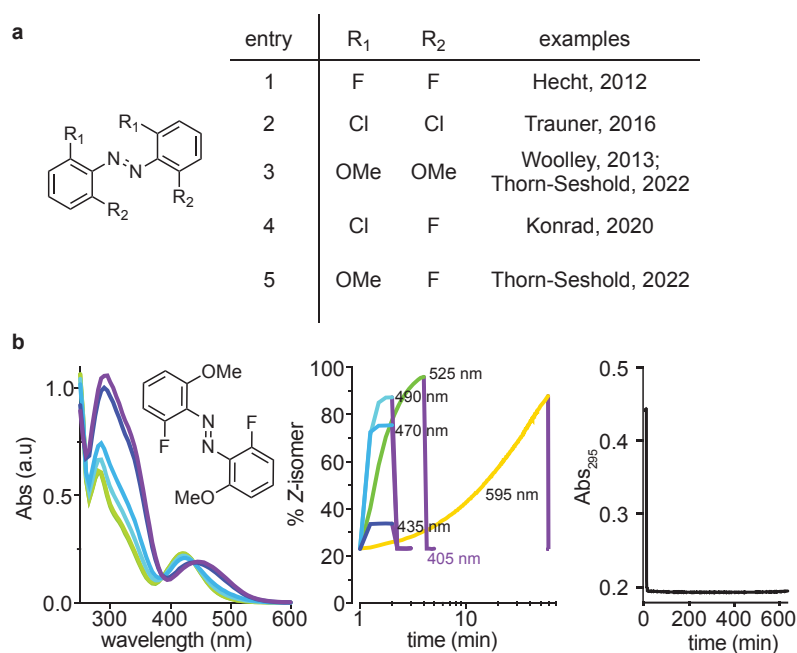 a
entry R1 R2 examples
1 F F Hecht, 2012
2 Cl Cl Trauner, 2016
3 OMe OMe Woolley, 2013;
Thorn-Seshold, 2022
4 Cl F Konrad, 2020
5 OMe F Thorn-Seshold, 2022
R1
R1
N
N
R2
R2
b
Abs (a.u)
1.0
0.5
0.0
300 400 500 600
wavelength (nm)
OMe
N
F
F
N
MeO
% Z-isomer
100
80
60
40
20
0
1 10
time (min)
525 nm
490 nm
470 nm
595 nm
435 nm
405 nm
Abs295
0.5
0.4
0.3
0.2
0 200 400 600
time (min)